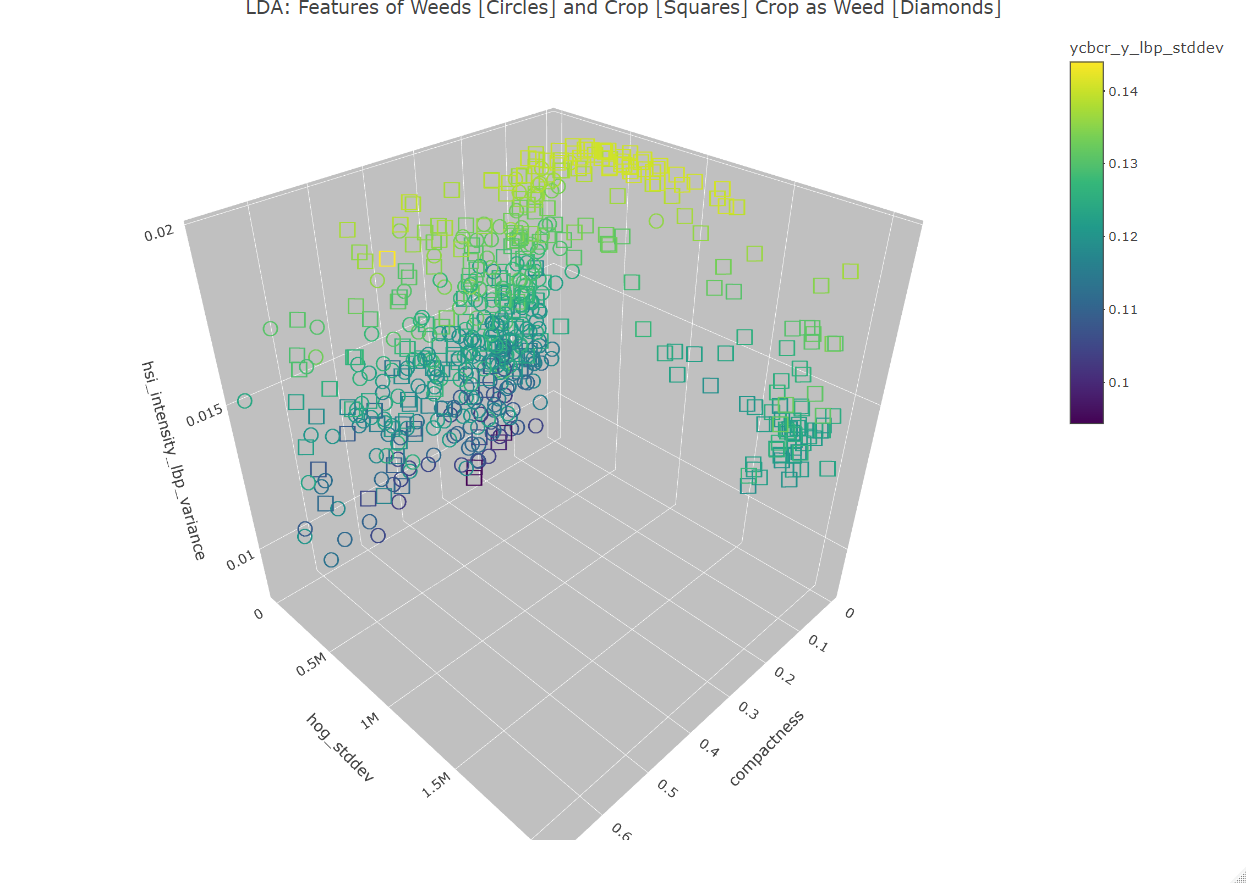 LDA: Features of Weeds [Circles] and Crop [Squares] Crop as Weed [Diamonds]
ycbcr_y_lbp_stddev
0.14
0.13
0.12
0.11
0.1
0.02
0.015
0.01
hsi_intensity_lbp_variance
0
0.5M
1M
1.5M
hog_stddev
0
0.1
0.2
0.3
0.4
0.5
0.6
compactness